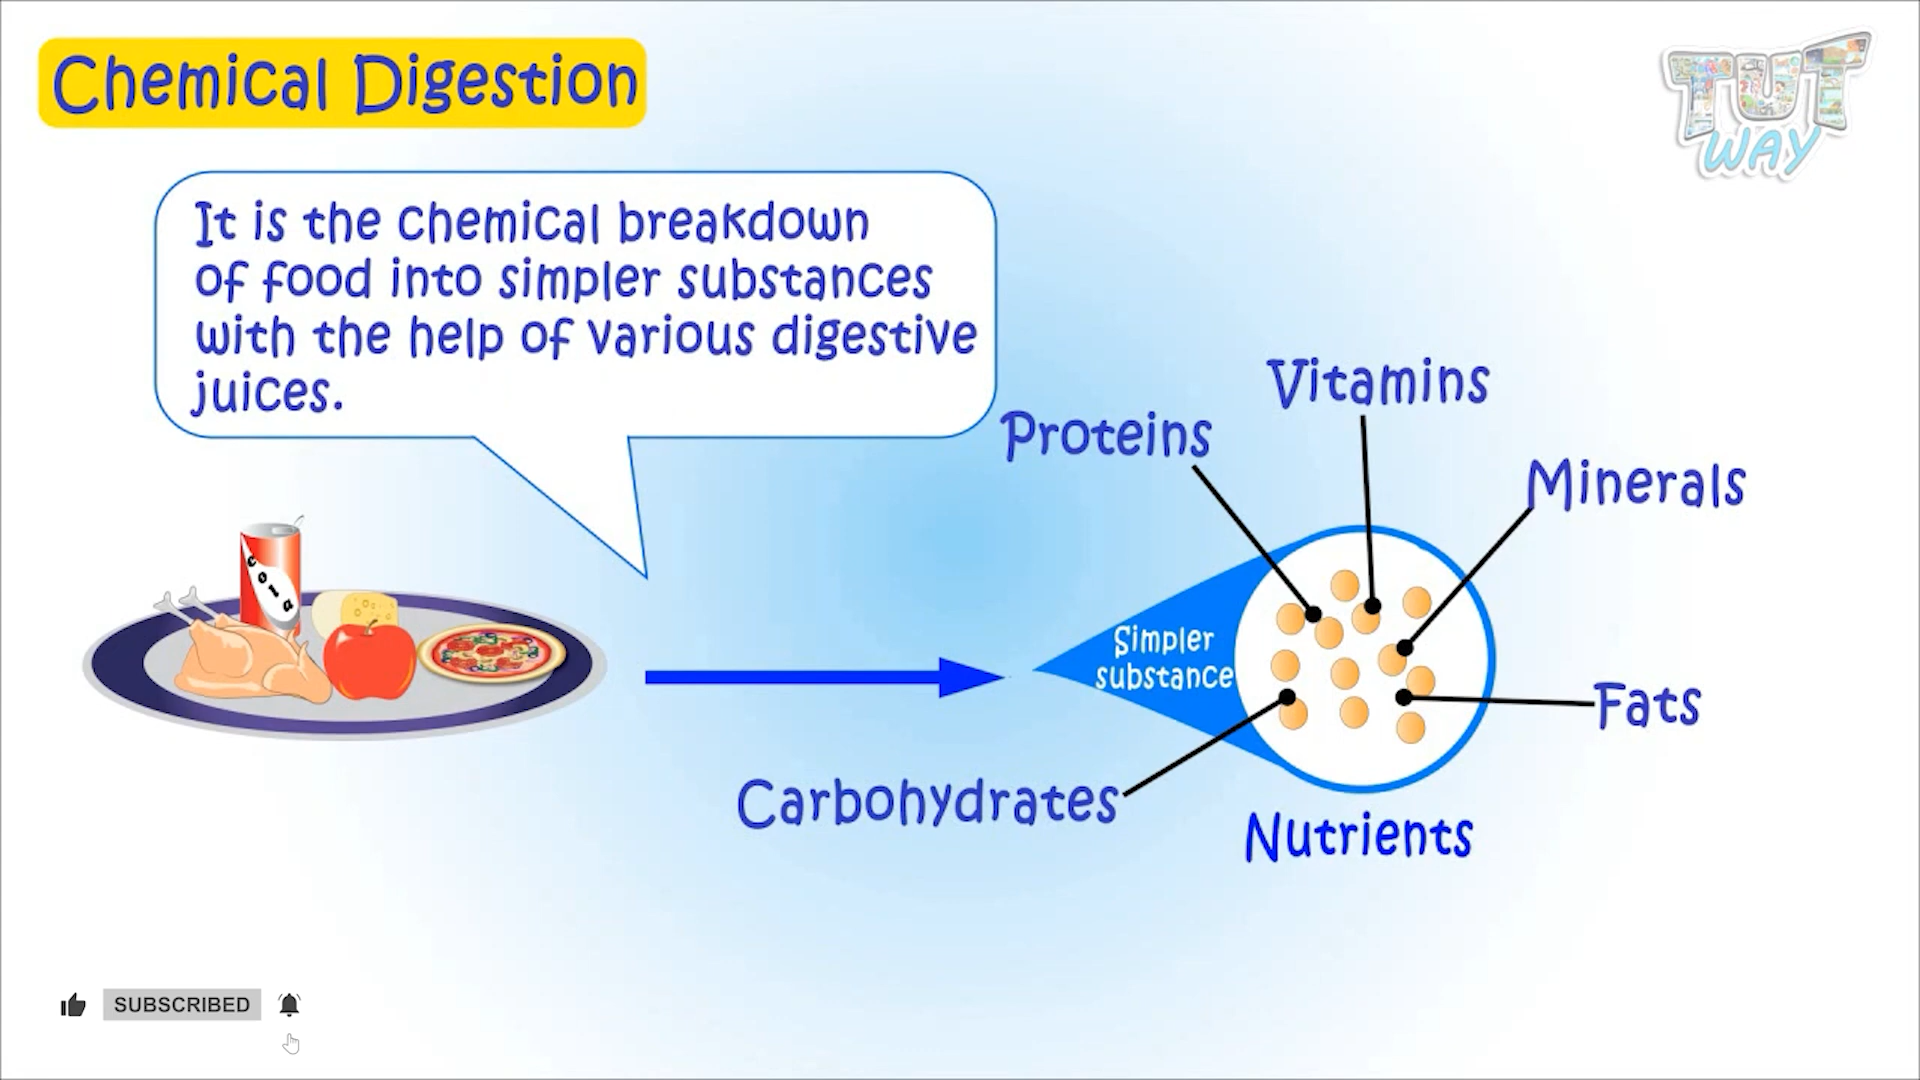 Chemical Digestion
TUT
WAY
It is the chemical breakdown
of food into simpler substances
with the help of various digestive
juices.
Vitamins
Proteins
Minerals
cola
Simpler
substance
Fats
Carbohydrates
Nutrients
SUBSCRIBED